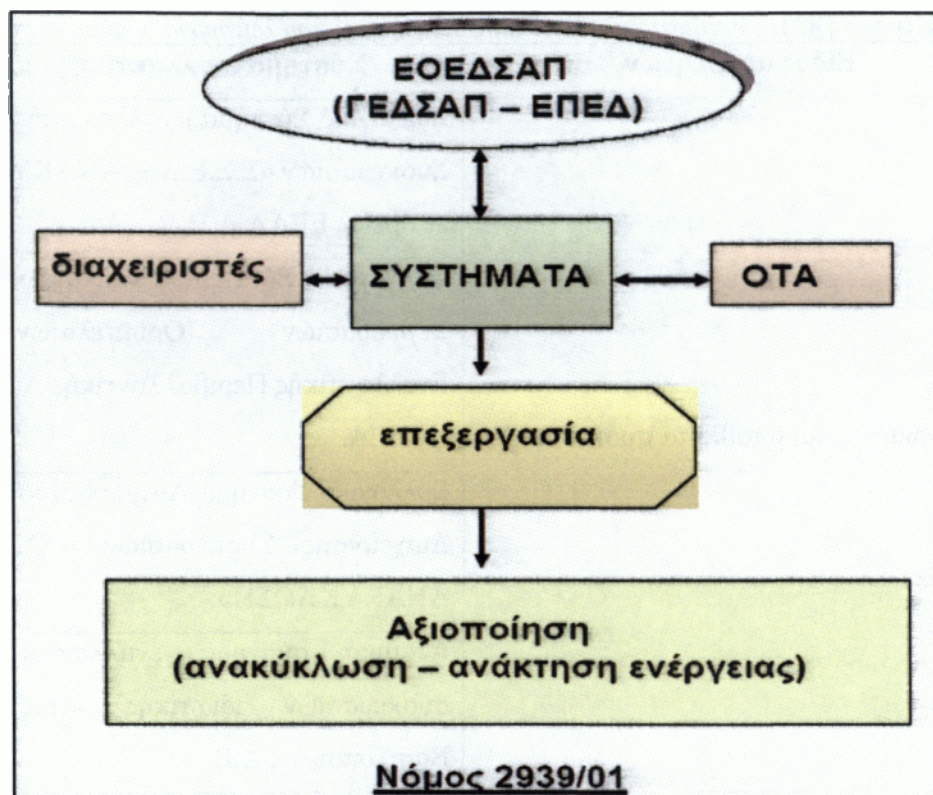 ΕΟΕΔΣΑΠ
(ΓΕΔΣΑΠ – ΕΠΕΔ)
διαχειριστές
ΣΥΣΤΗΜΑΤΑ
ΟΤΑ
επεξεργασία
Αξιοποίηση
(ανακύκλωση – ανάκτηση ενέργειας)
Νόμος 2939/01